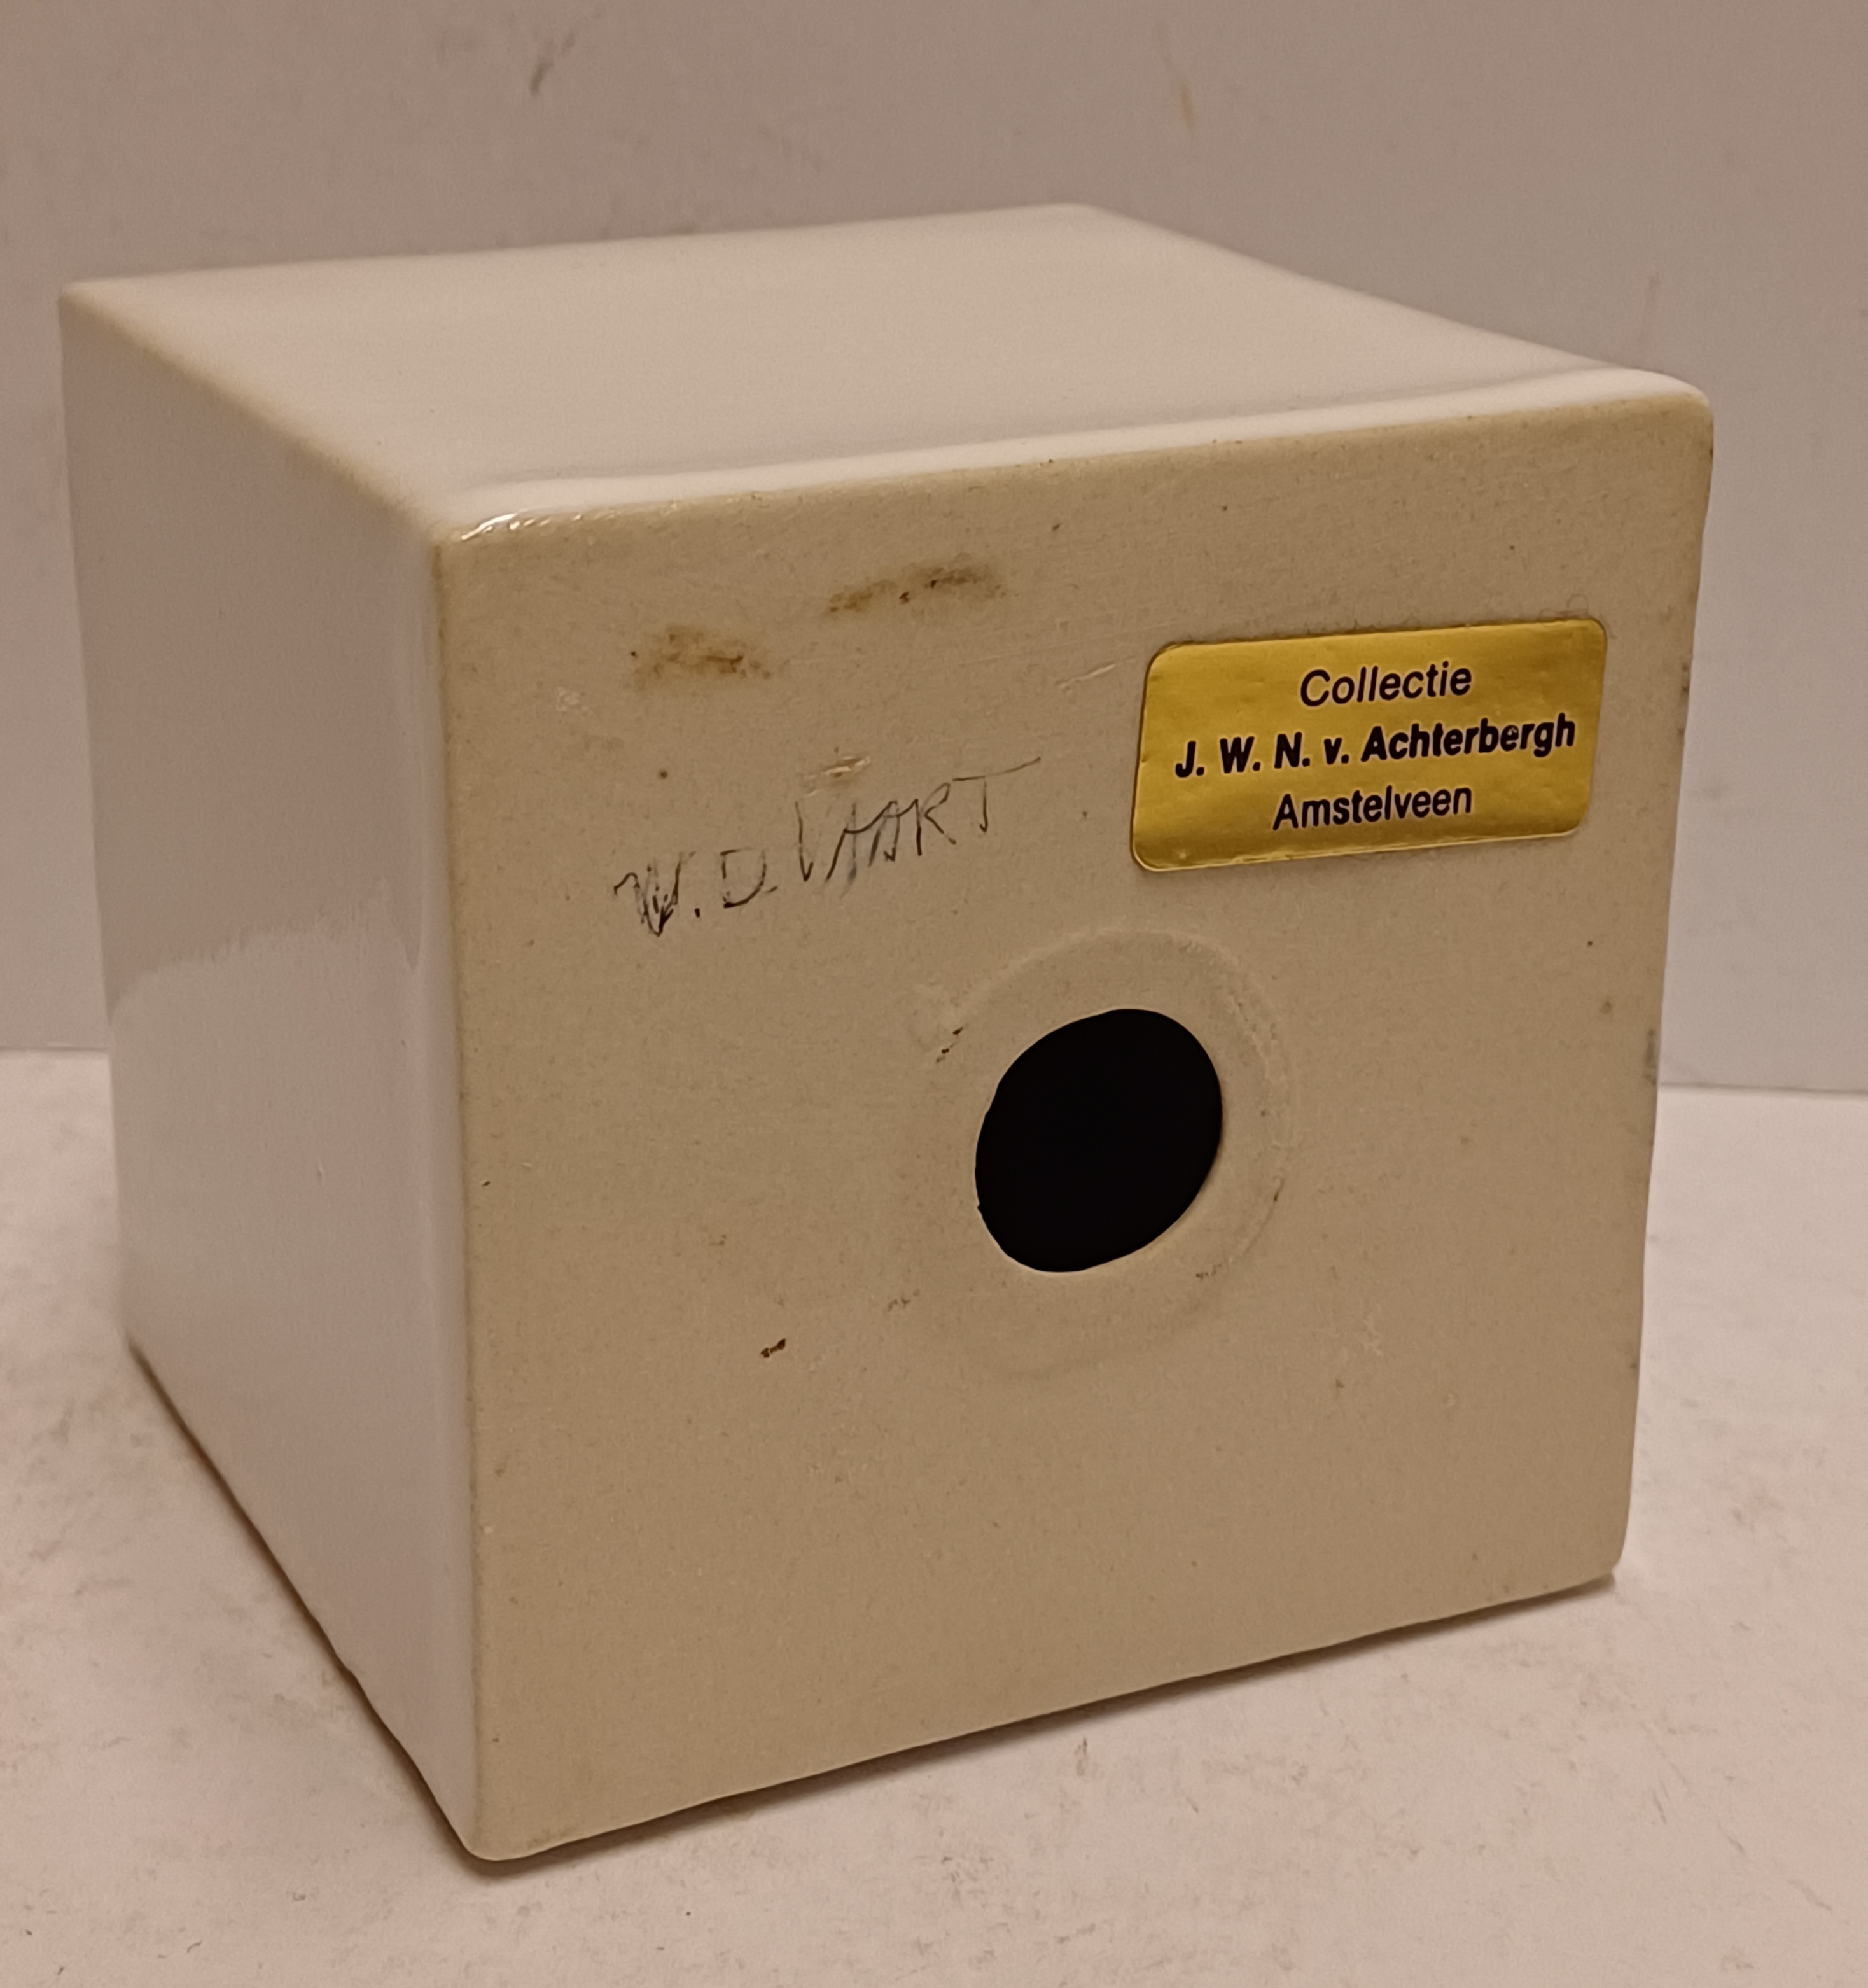 Collectie
J. W. N. v. Achterbergh
Amstelveen
W. D. VAART